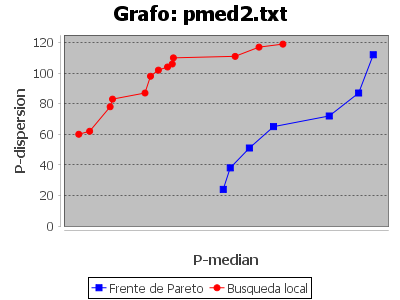 Grafo: pmed2.txt
120
100
80
60
40
20
0
P-dispersion
P-median
Frente de Pareto
Busqueda local